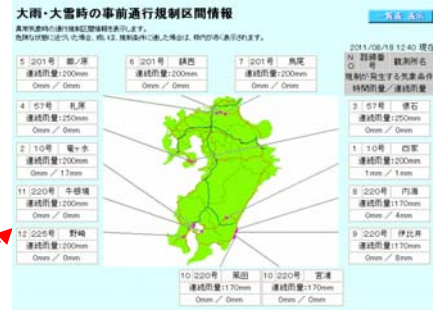 大雨・大雪時の事前通行規制区間情報
一覧表 表示
異常気象時の通行規制区間情報を表示します。
危険な状態に近づいた場合、或いは、規制条件に達した場合は、枠内が赤く表示されます。
2011/06/18 12:40 現在
NO 路線番号 観測所名
規制が発生する気象条件
時間雨量/連続雨量
5 201号 郷ノ原
連続雨量:200mm
0mm / 0mm
6 201号 鎮西
連続雨量:200mm
0mm / 0mm
7 201号 烏尾
連続雨量:200mm
0mm / 0mm
4 57号 札原
連続雨量:250mm
0mm / 0mm
3 57号 俵石
連続雨量:250mm
0mm / 0mm
2 10号 竜ヶ水
連続雨量:200mm
0mm / 17mm
1 10号 四家
連続雨量:200mm
1mm / 1mm
11 220号 牛根境
連続雨量:200mm
0mm / 0mm
8 220号 内海
連続雨量:170mm
0mm / 4mm
12 225号 野崎
連続雨量:200mm
0mm / 0mm
9 220号 伊比井
連続雨量:170mm
0mm / 8mm
10 220号 風田
連続雨量:170mm
0mm / 0mm
10 220号 宮浦
連続雨量:170mm
0mm / 0mm